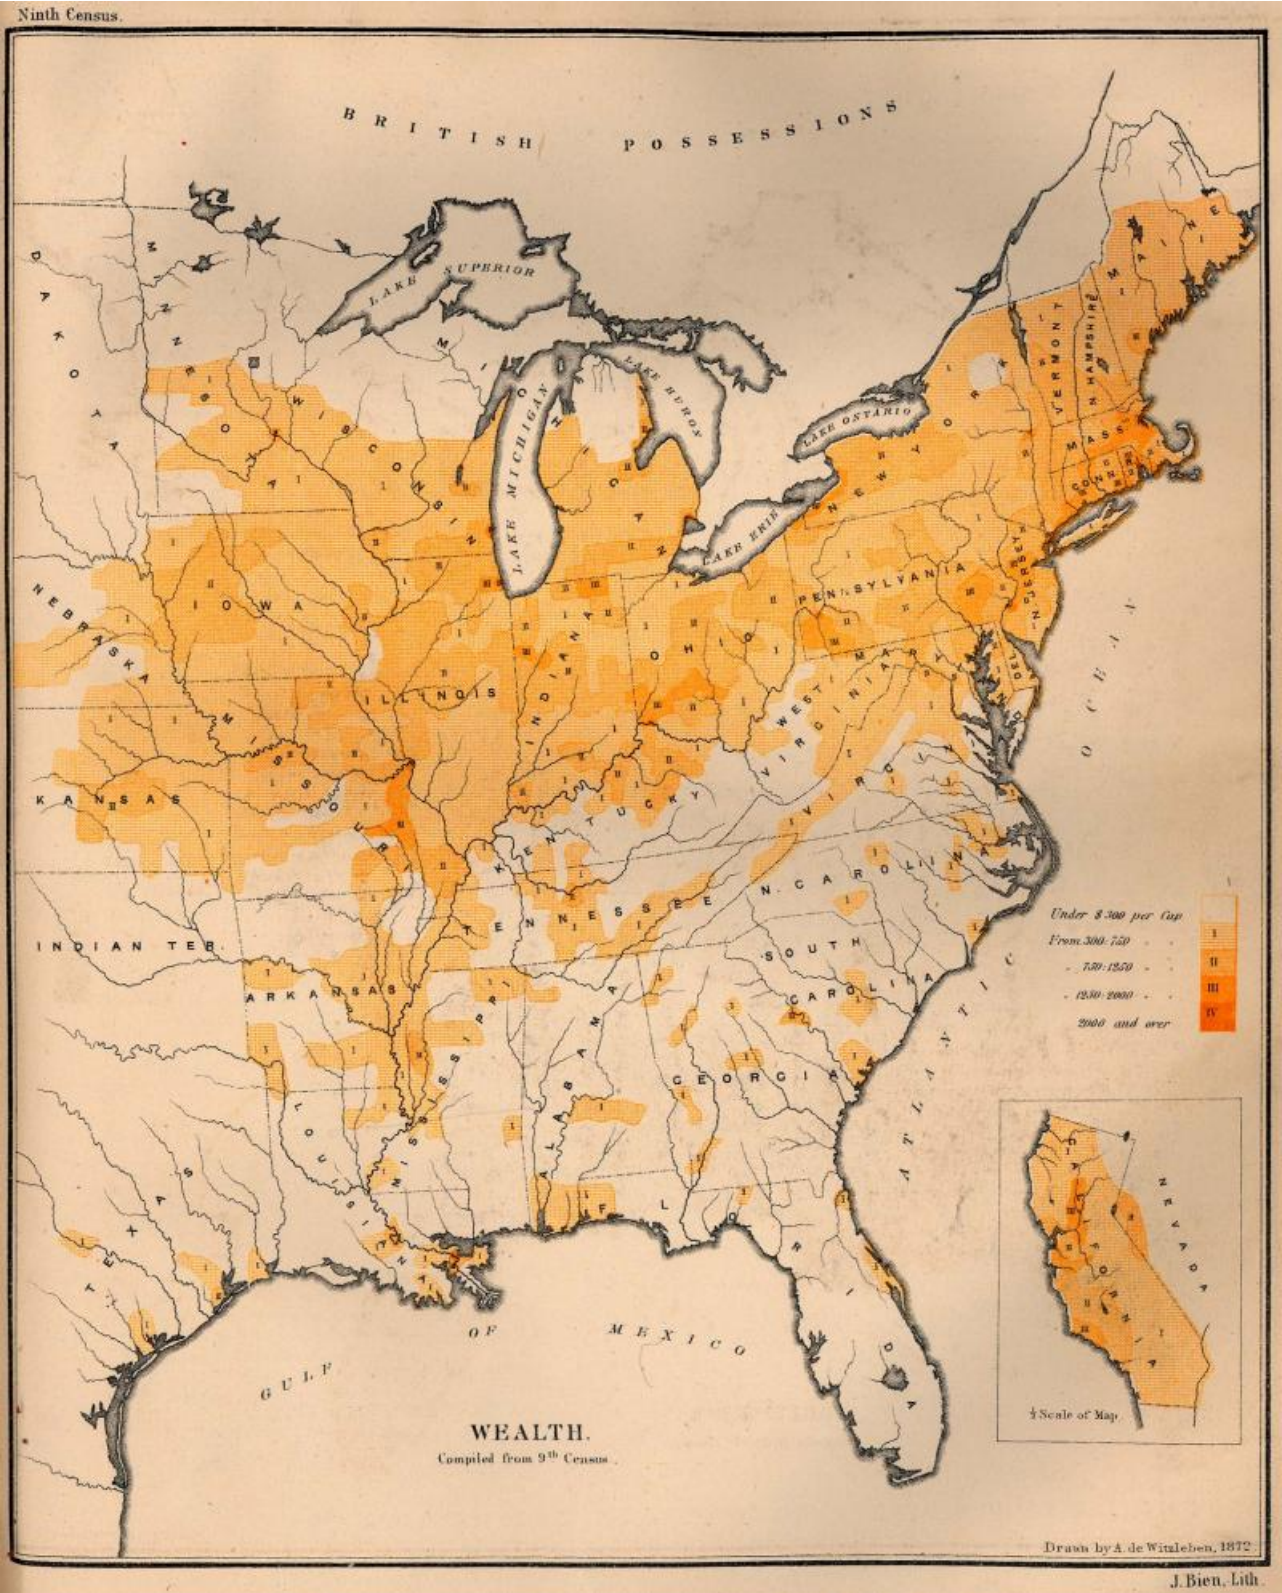 Ninth Census.
BRITISH POSSESSIONS
LAKE SUPERIOR
DAKOTA
MINNESOTA
WISCONSIN
MICHIGAN
LAKE MICHIGAN
LAKE HURON
LAKE ONTARIO
LAKE ERIE
MAINE
VERMONT
N HAMPSHIRE
MASS
CONN
NEW YORK
N. JERSEY
PENNSYLVANIA
MARYLAND
DEL
NEBRASKA
IOWA
ILLINOIS
INDIANA
OHIO
WEST VIRGINIA
VIRGINIA
KANSAS
MISSOURI
KENTUCKY
TENNESSEE
N. CAROLINA
SOUTH CAROLINA
INDIAN TER.
ARKANSAS
MISSISSIPPI
ALABAMA
GEORGIA
LOUISIANA
TEXAS
FLORIDA
ATLANTIC OCEAN
GULF OF MEXICO
Under $300 per Cap
I From 300-750
II 750-1250
III 1250-2000
IV 2000 and over
CALIFORNIA
NEVADA
½ Scale of Map
WEALTH.
Compiled from 9th Census.
Drawn by A. de Witzleben, 1872
J. Bien, Lith.